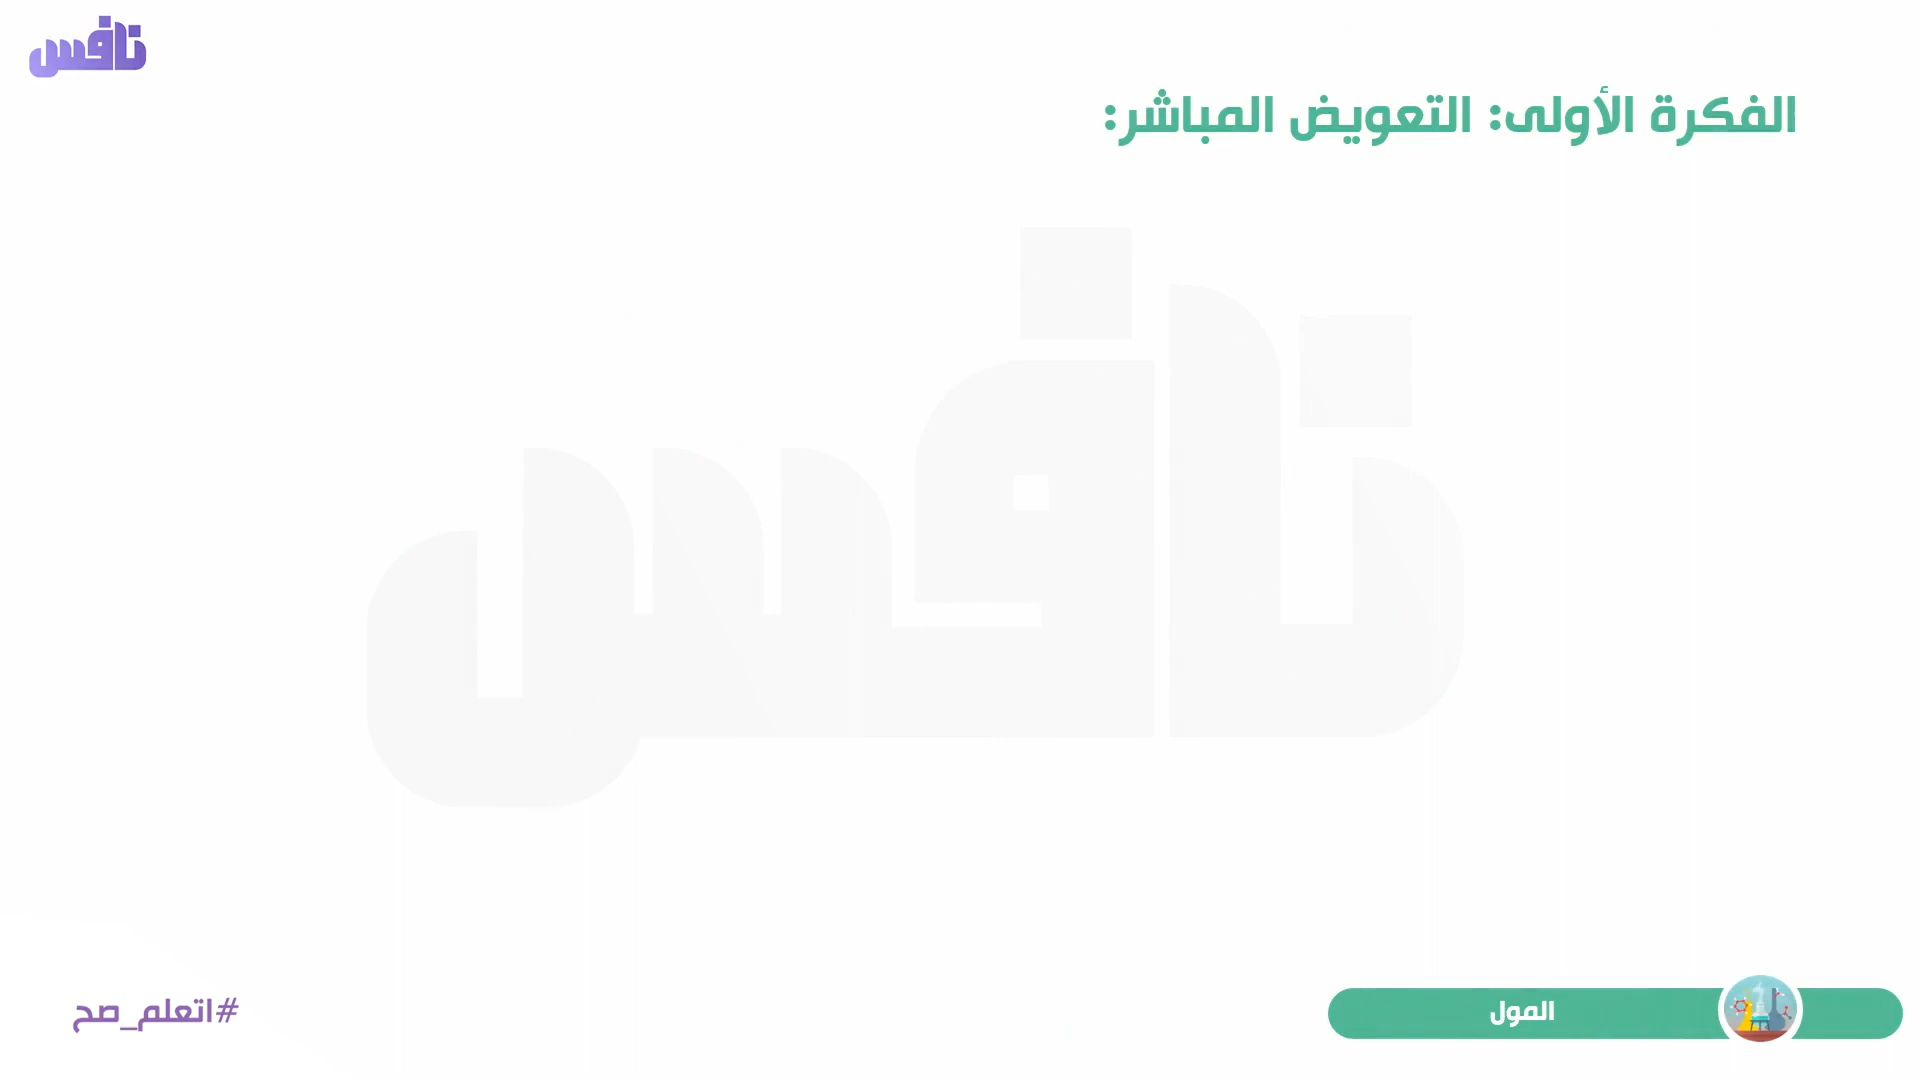 نافس
الفكرة الأولى: التعويض المباشر:
نافس
#اتعلم_صح
المول